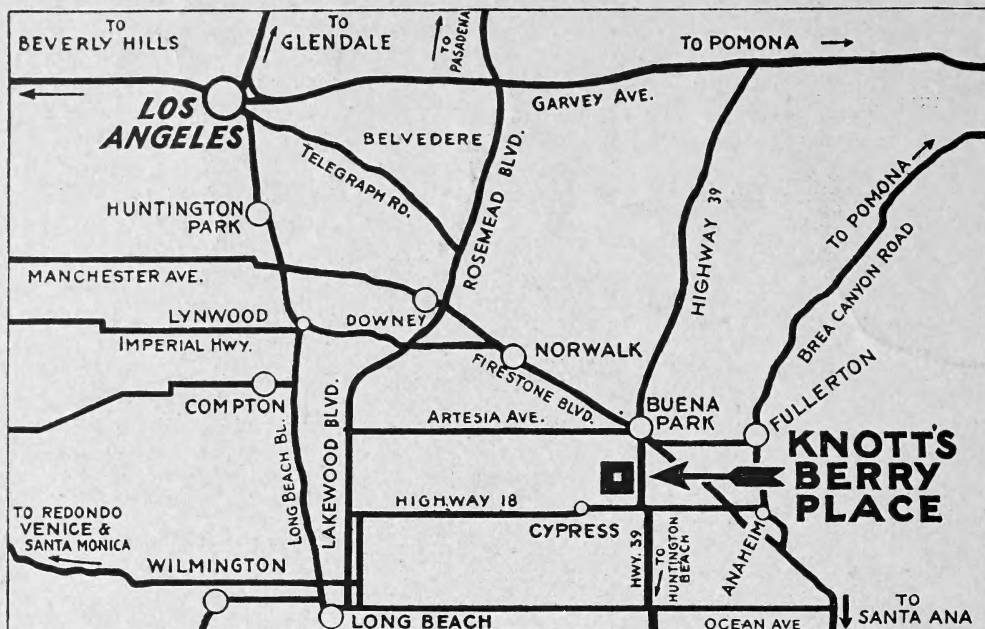 TO
BEVERLY HILLS
TO
GLENDALE
TO
PASADENA
TO POMONA
LOS
ANGELES
GARVEY AVE.
BELVEDERE
TELEGRAPH RD.
ROSEMEAD BLVD.
HIGHWAY 39
TO POMONA
BREA CANYON ROAD
HUNTINGTON
PARK
MANCHESTER AVE.
LYNWOOD
DOWNEY
IMPERIAL HWY.
NORWALK
FIRESTONE BLVD.
COMPTON
LAKEWOOD BLVD.
LONG BEACH BL.
ARTESIA AVE.
BUENA
PARK
FULLERTON
KNOTT'S
BERRY
PLACE
HIGHWAY 18
CYPRESS
HWY. 39
TO
HUNTINGTON
BEACH
ANAHEIM
TO REDONDO
VENICE &
SANTA MONICA
WILMINGTON
LONG BEACH
OCEAN AVE
TO
SANTA ANA